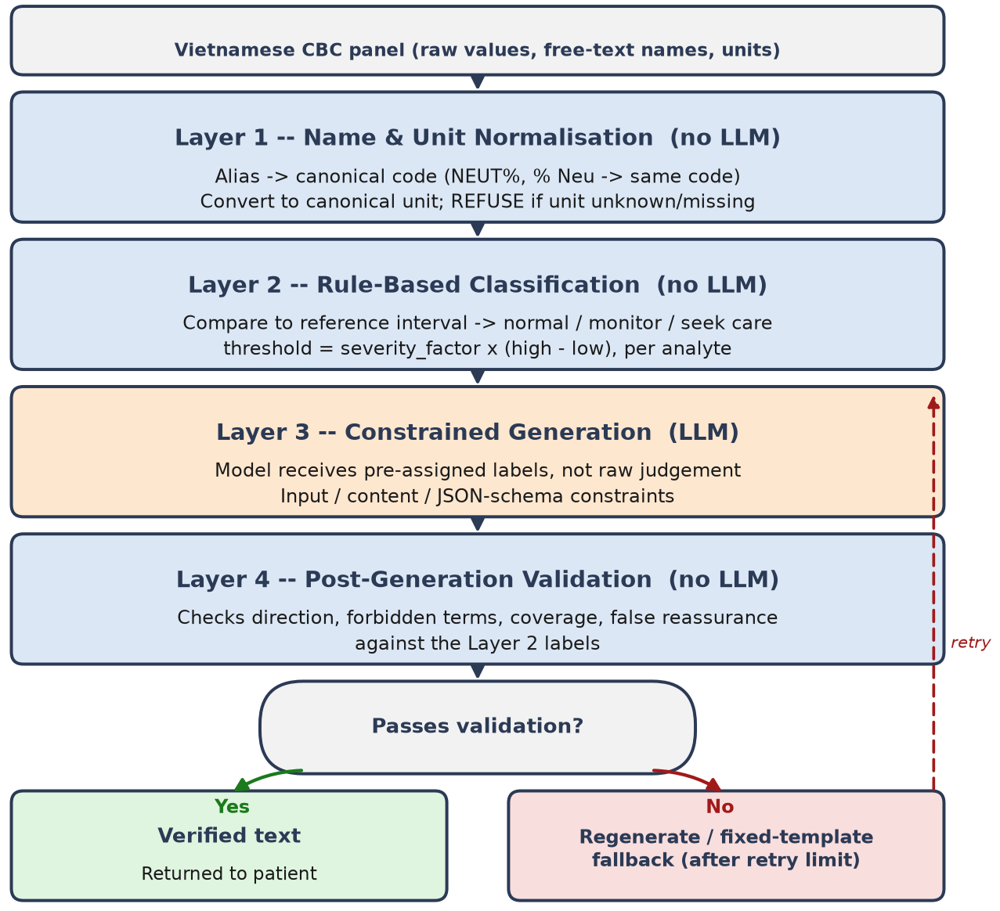 Vietnamese CBC panel (raw values, free-text names, units)
Layer 1 -- Name & Unit Normalisation (no LLM)
Alias -> canonical code (NEUT%, % Neu -> same code)
Convert to canonical unit; REFUSE if unit unknown/missing
Layer 2 -- Rule-Based Classification (no LLM)
Compare to reference interval -> normal / monitor / seek care
threshold = severity_factor x (high - low), per analyte
Layer 3 -- Constrained Generation (LLM)
Model receives pre-assigned labels, not raw judgement
Input / content / JSON-schema constraints
Layer 4 -- Post-Generation Validation (no LLM)
Checks direction, forbidden terms, coverage, false reassurance
against the Layer 2 labels
retry
Passes validation?
Yes
Verified text
Returned to patient
No
Regenerate / fixed-template
fallback (after retry limit)